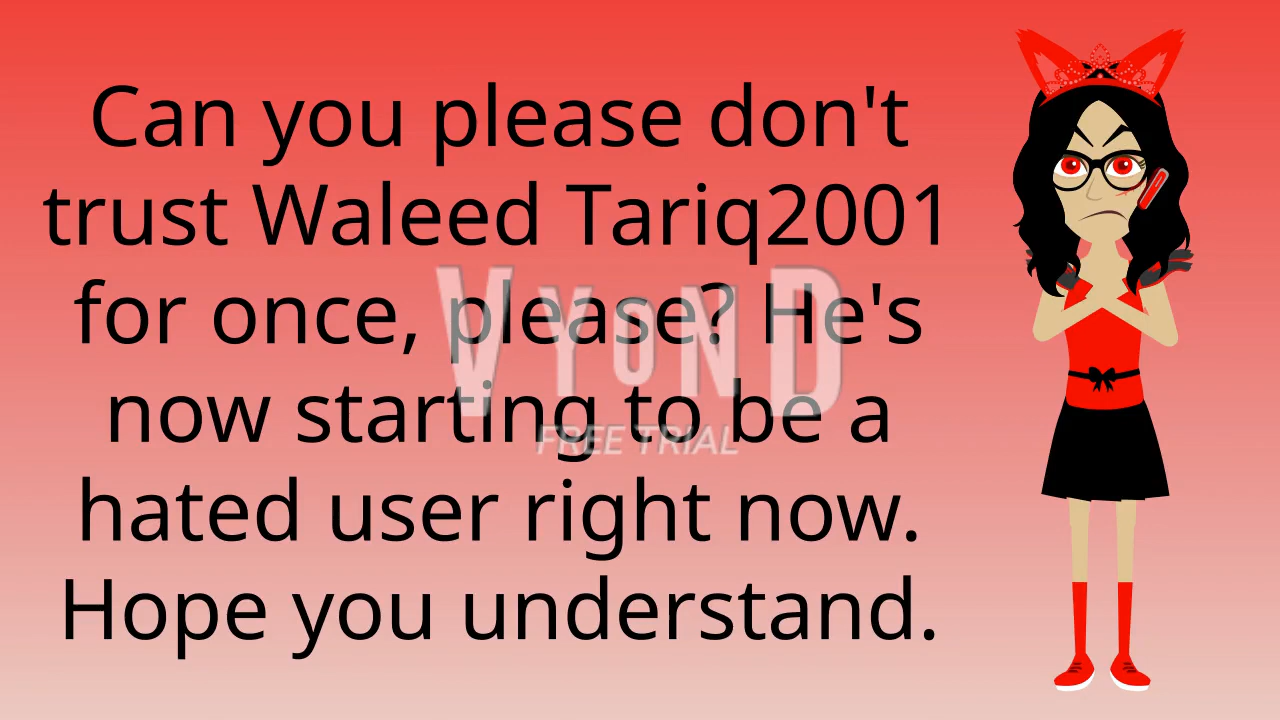 Can you please don't
trust Waleed Tariq2001
for once, please? He's
now starting to be a
hated user right now.
Hope you understand.
VYOND
FREE TRIAL